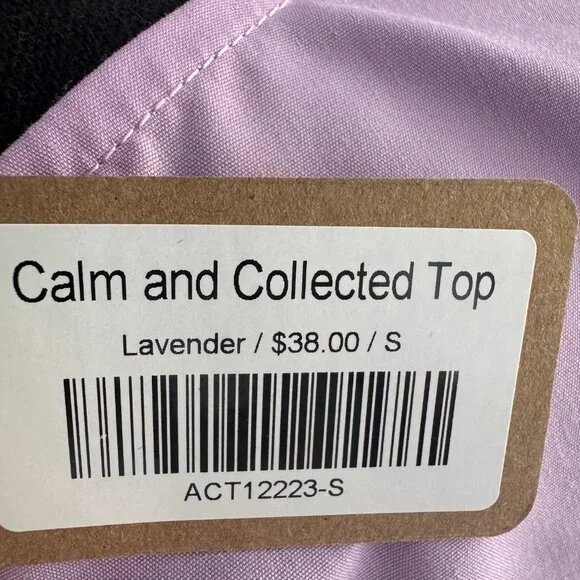 Calm and Collected Top
Lavender / $38.00 / S
ACT12223-S